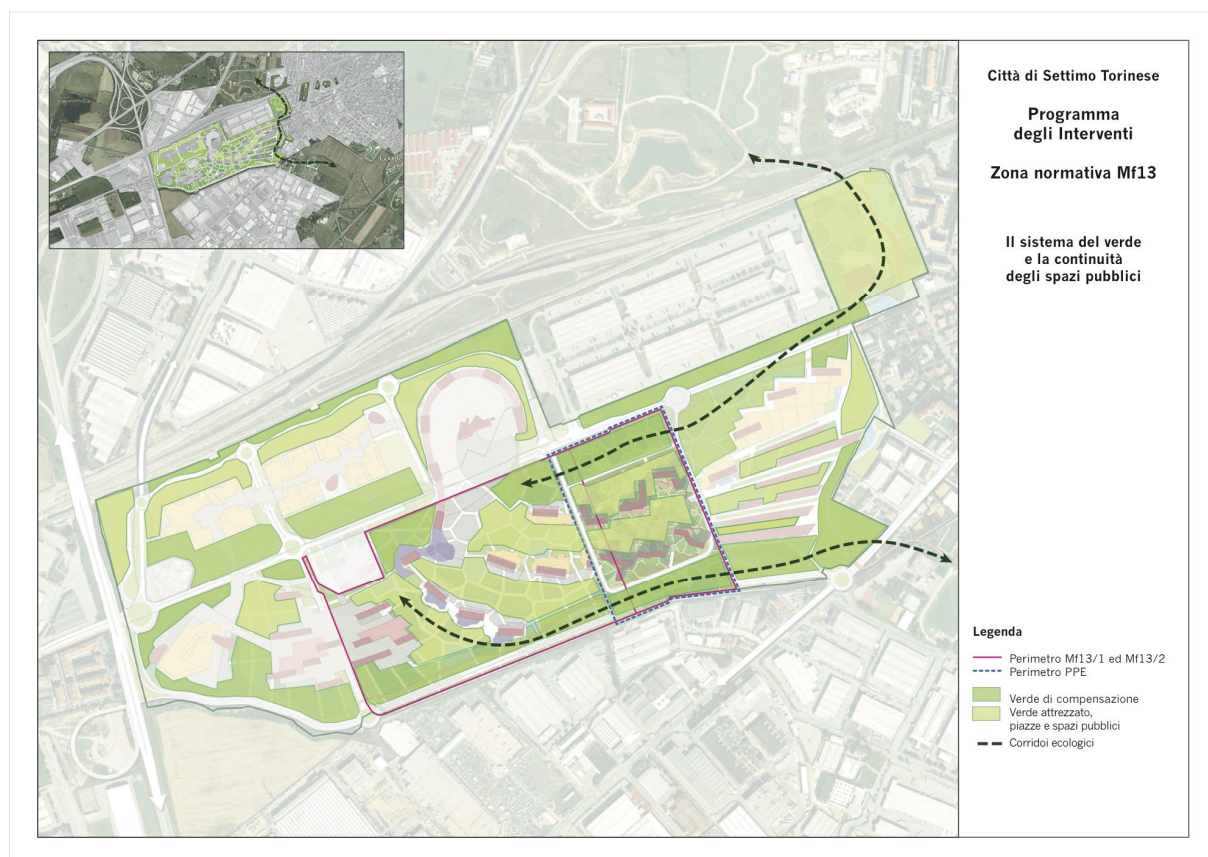 Città di Settimo Torinese
Programma
degli Interventi
Zona normativa Mf13
Il sistema del verde
e la continuità
degli spazi pubblici
Legenda
Perimetro Mf13/1 ed Mf13/2
Perimetro PPE
Verde di compensazione
Verde attrezzato,
piazze e spazi pubblici
Corridoi ecologici